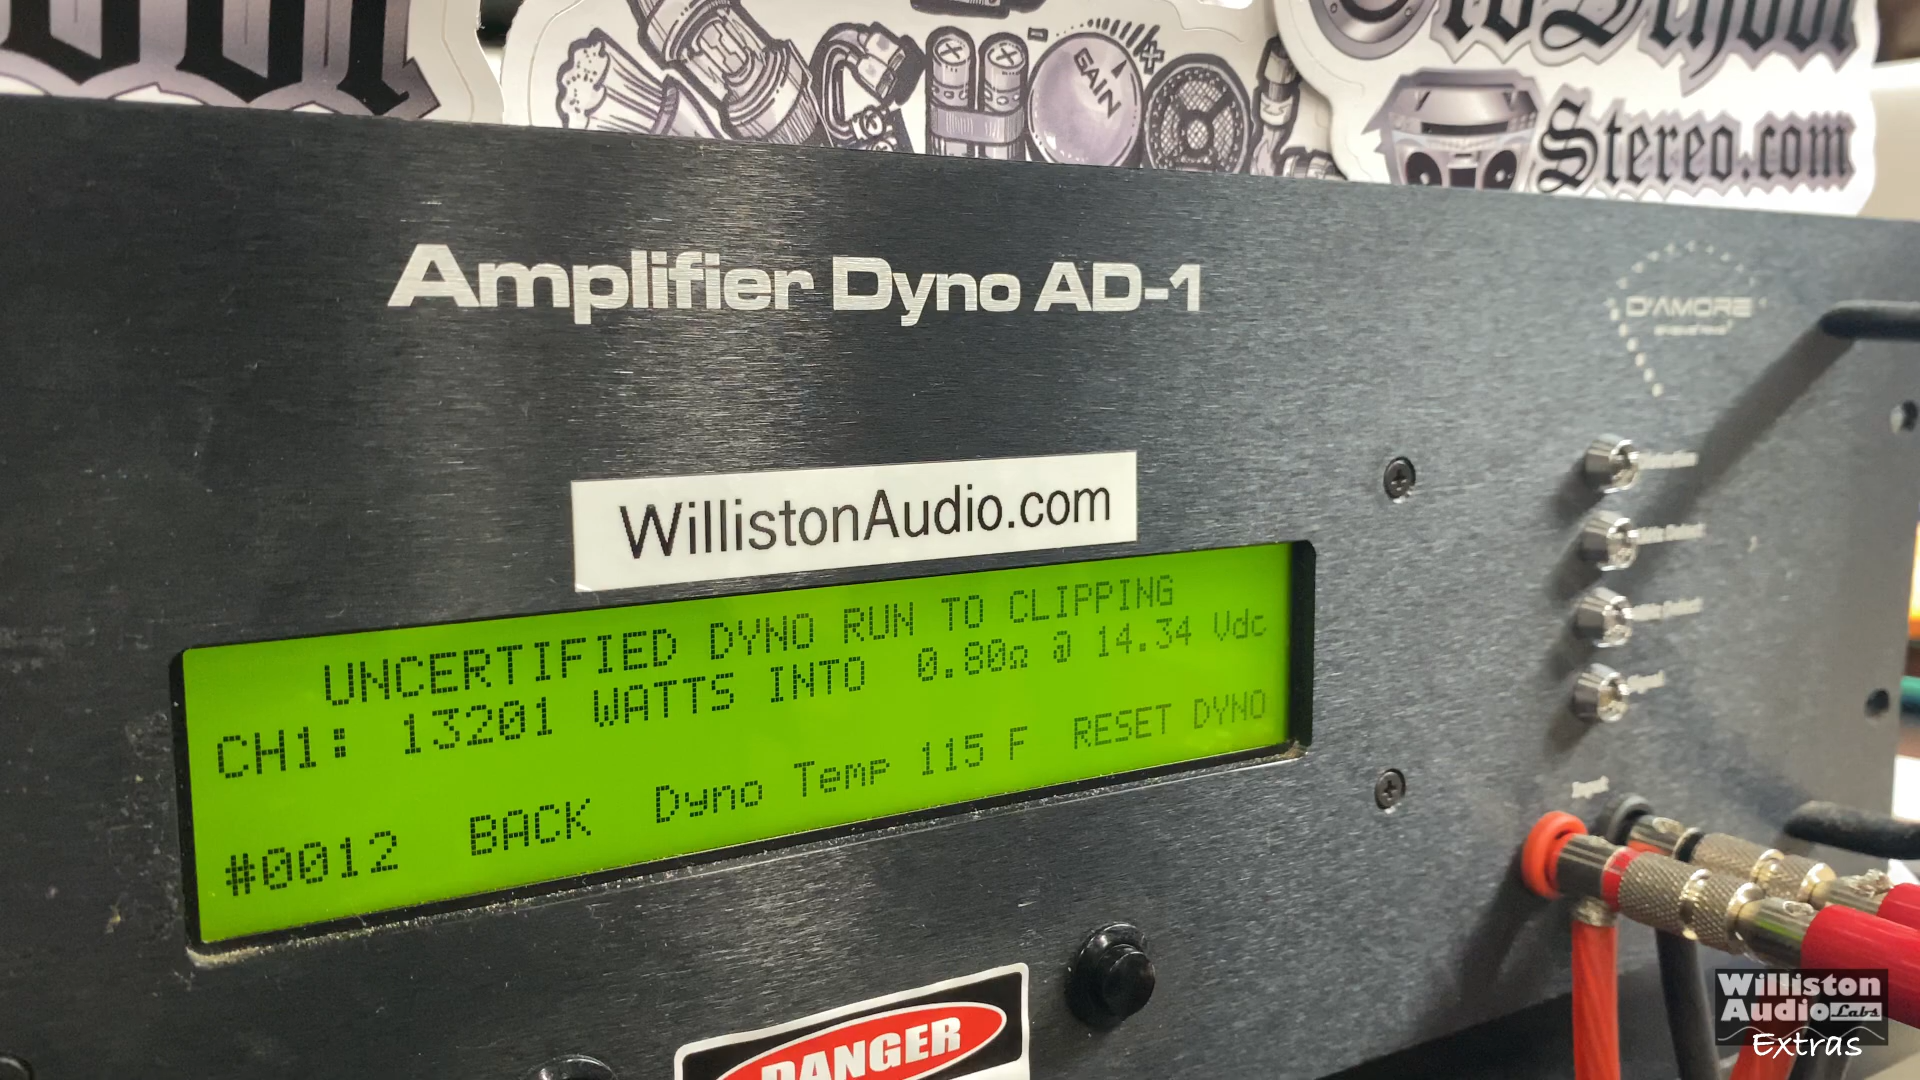 GAIN
Stereo.com
Amplifier Dyno AD-1
D'AMORE
WillistonAudio.com
UNCERTIFIED DYNO RUN TO CLIPPING
CH1: 13201 WATTS INTO 0.80Ω @ 14.34 Vdc
#0012 BACK Dyno Temp 115 F RESET DYNO
Input
DANGER
Williston
Audio Labs
Extras